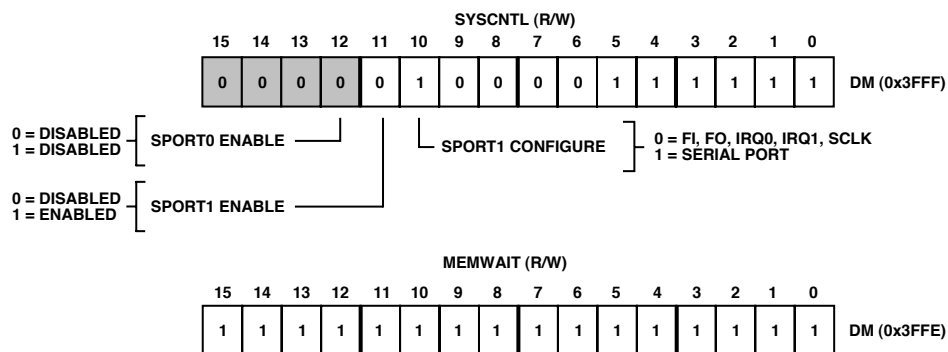 SYSCNTL (R/W)
15 14 13 12 11 10 9 8 7 6 5 4 3 2 1 0
0 0 0 0 0 1 0 0 0 0 1 1 1 1 1 1 DM (0x3FFF)
0 = DISABLED
1 = DISABLED
SPORT0 ENABLE
SPORT1 CONFIGURE
0 = FI, FO, IRQ0, IRQ1, SCLK
1 = SERIAL PORT
0 = DISABLED
1 = ENABLED
SPORT1 ENABLE
MEMWAIT (R/W)
15 14 13 12 11 10 9 8 7 6 5 4 3 2 1 0
1 1 1 1 1 1 1 1 1 1 1 1 1 1 1 1 DM (0x3FFE)